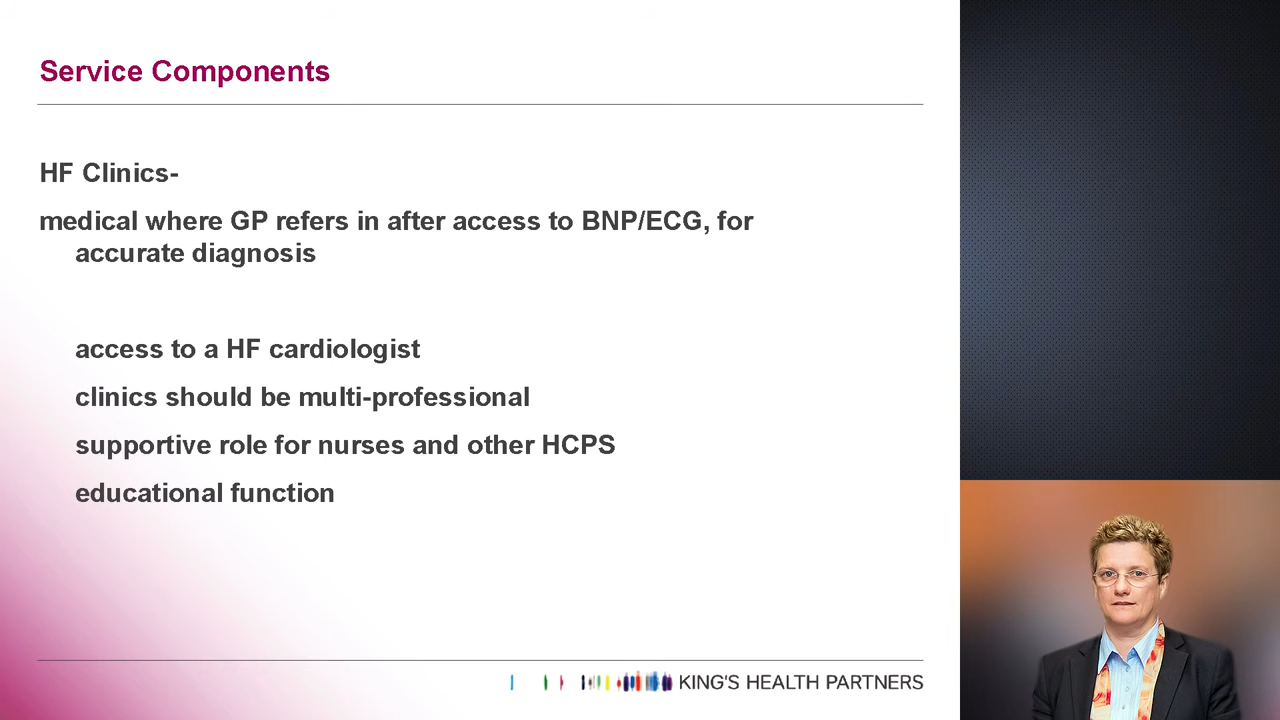 Service Components
HF Clinics-
medical where GP refers in after access to BNP/ECG, for
accurate diagnosis
access to a HF cardiologist
clinics should be multi-professional
supportive role for nurses and other HCPS
educational function
KING'S HEALTH PARTNERS